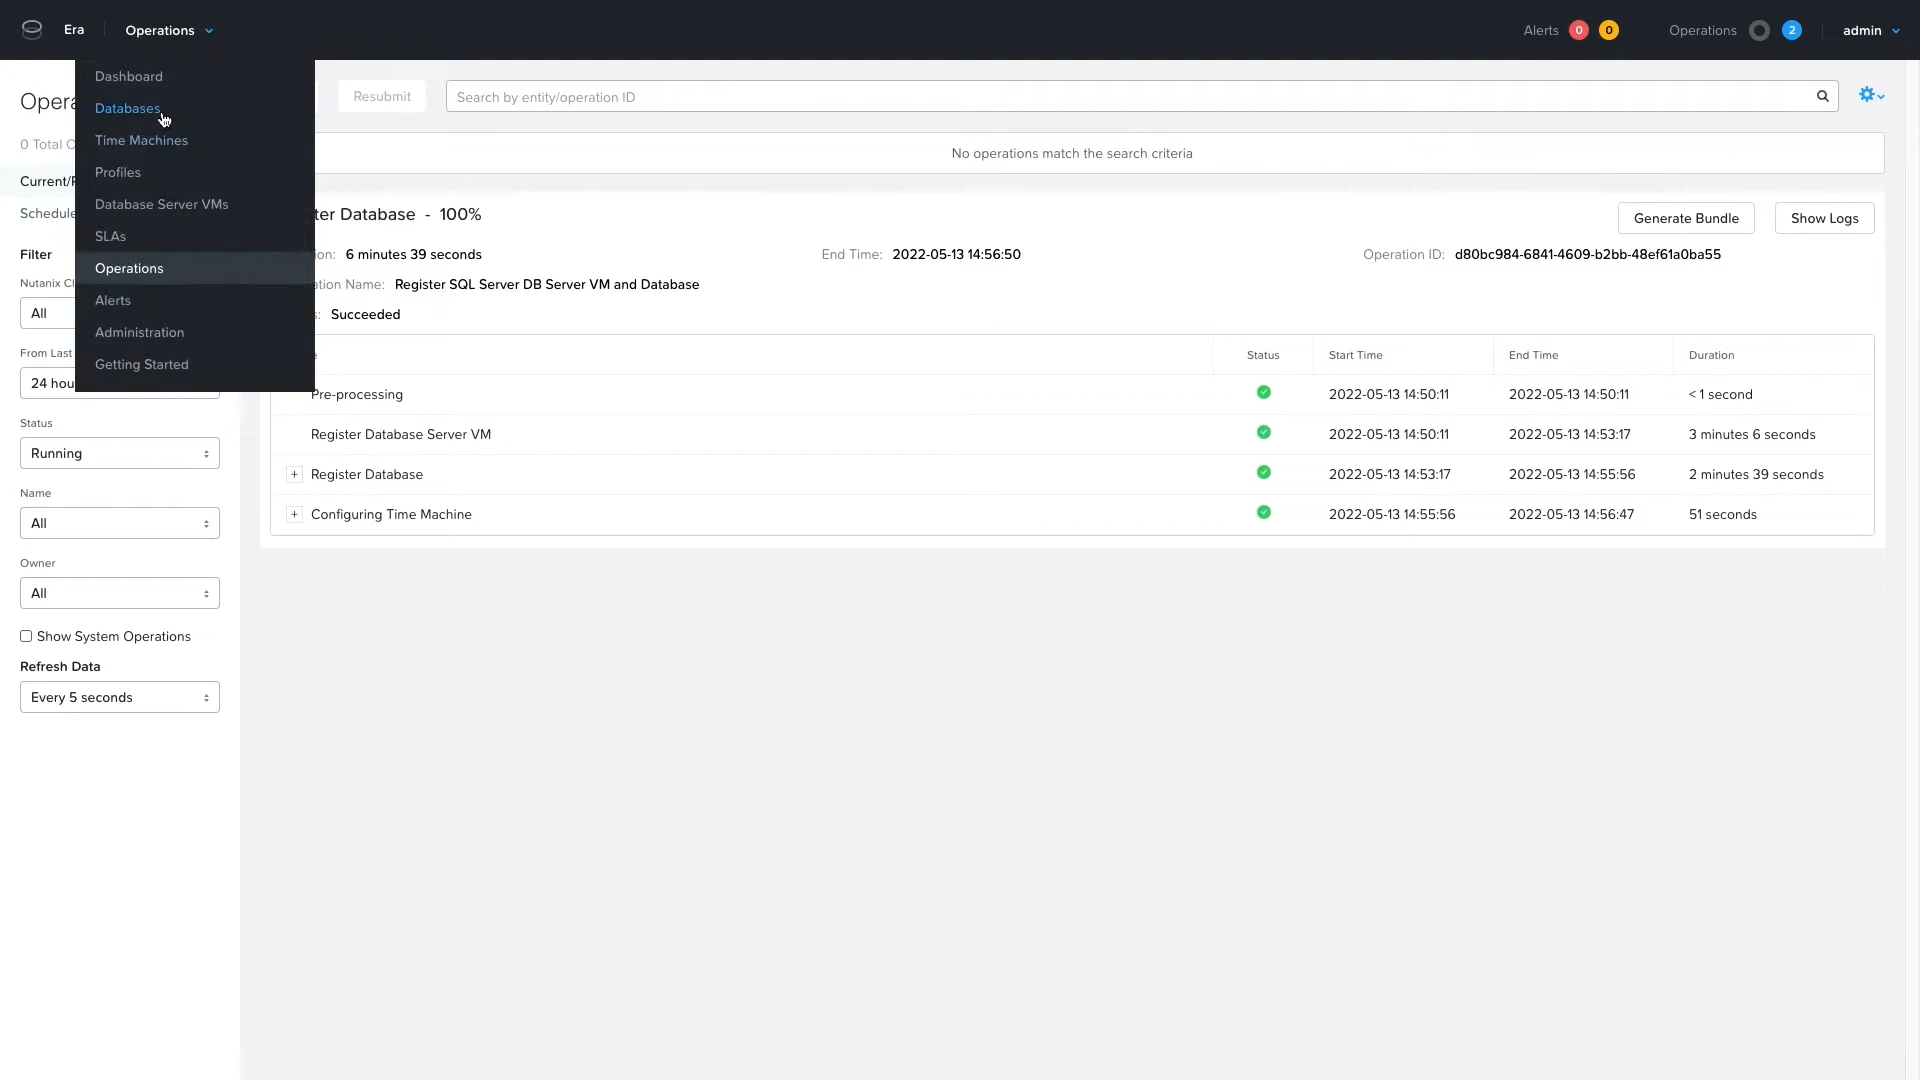 Era
Operations
Alerts 0 0
Operations 2
admin
Dashboard
Databases
Time Machines
Profiles
Database Server VMs
SLAs
Operations
Alerts
Administration
Getting Started
Opera
0 Total O
Current/P
Schedule
Filter
Nutanix Cl
All
From Last
24 hou
Status
Running
Name
All
Owner
All
Show System Operations
Refresh Data
Every 5 seconds
Resubmit
Search by entity/operation ID
No operations match the search criteria
ter Database - 100%
Generate Bundle
Show Logs
ion: 6 minutes 39 seconds
End Time: 2022-05-13 14:56:50
Operation ID: d80bc984-6841-4609-b2bb-48ef61a0ba55
ation Name: Register SQL Server DB Server VM and Database
s: Succeeded
e Status Start Time End Time Duration
Pre-processing 2022-05-13 14:50:11 2022-05-13 14:50:11 < 1 second
Register Database Server VM 2022-05-13 14:50:11 2022-05-13 14:53:17 3 minutes 6 seconds
+ Register Database 2022-05-13 14:53:17 2022-05-13 14:55:56 2 minutes 39 seconds
+ Configuring Time Machine 2022-05-13 14:55:56 2022-05-13 14:56:47 51 seconds